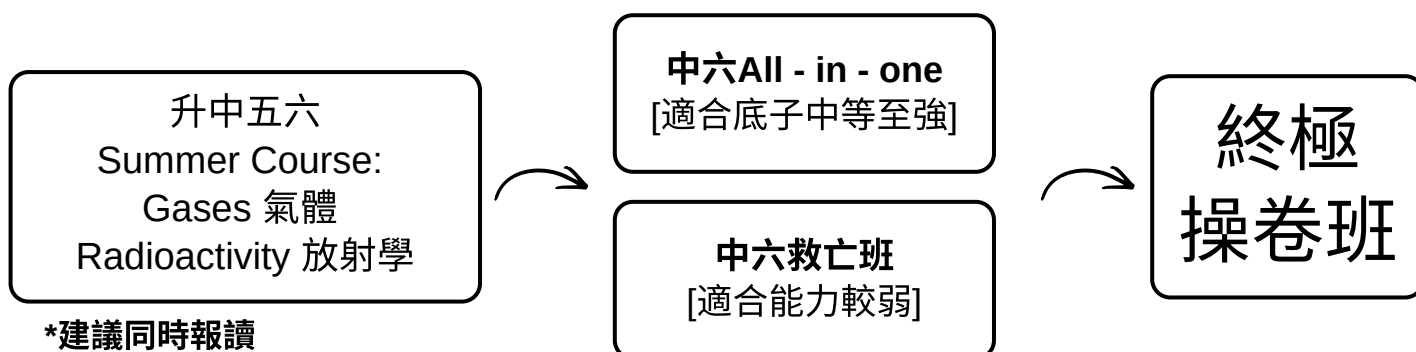 升中五六
Summer Course:
Gases 氣體
Radioactivity 放射學
*建議同時報讀
中六All - in - one
[適合底子中等至強]
中六救亡班
[適合能力較弱]
終極
操卷班